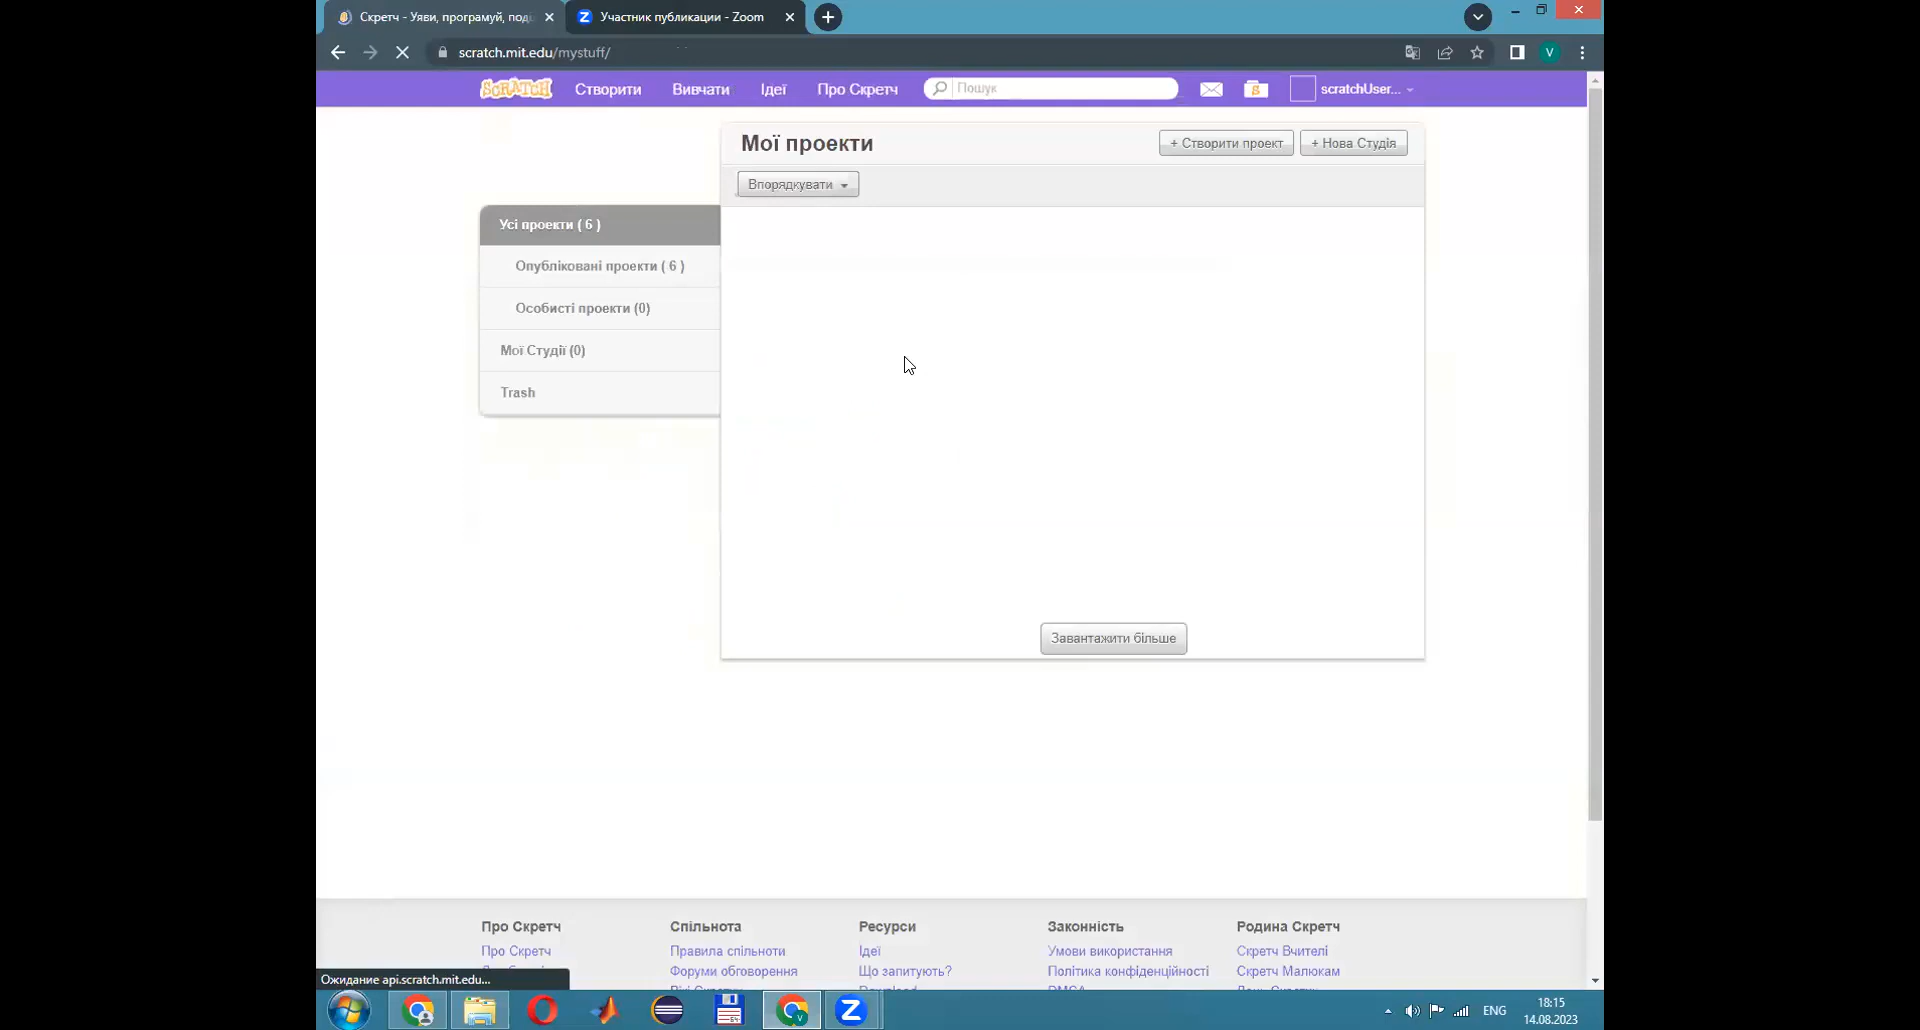 Скретч - Уяви, програмуй, поді
Участник публикации - Zoom
scratch.mit.edu/mystuff/
V
SCRATCH
Створити
Вивчати
Ідеї
Про Скретч
Пошук
scratchUser...
Мої проекти
+ Створити проект
+ Нова Студія
Впорядкувати
Усі проекти ( 6 )
Опубліковані проекти ( 6 )
Особисті проекти (0)
Мої Студії (0)
Trash
Завантажити більше
Про Скретч
Спільнота
Ресурси
Законність
Родина Скретч
Про Скретч
Правила спільноти
Ідеї
Умови використання
Скретч Вчителі
Форуми обговорення
Що запитують?
Політика конфіденційності
Скретч Малюкам
Download
DMCA
Ожидание api.scratch.mit.edu...
ENG
18:15
14.08.2023